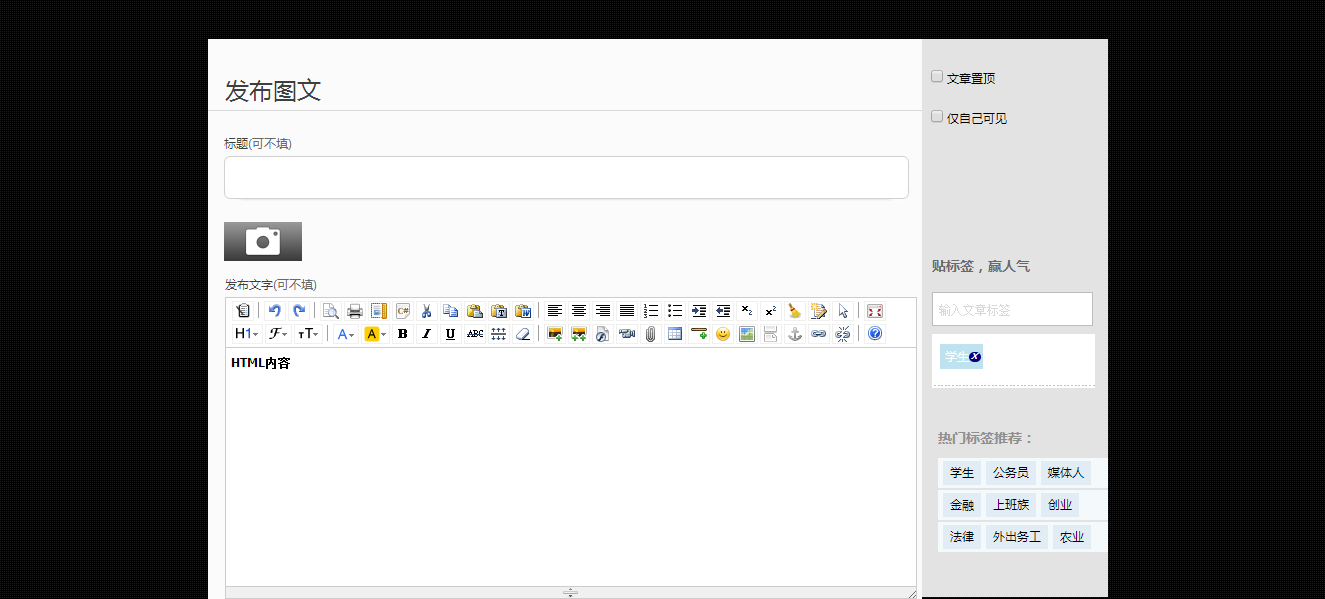 发布图文
标题(可不填)
发布文字(可不填)
H1 F TT A A B I U ABC
HTML内容
文章置顶
仅自己可见
贴标签，赢人气
输入文章标签
学生 X
热门标签推荐：
学生 公务员 媒体人
金融 上班族 创业
法律 外出务工 农业